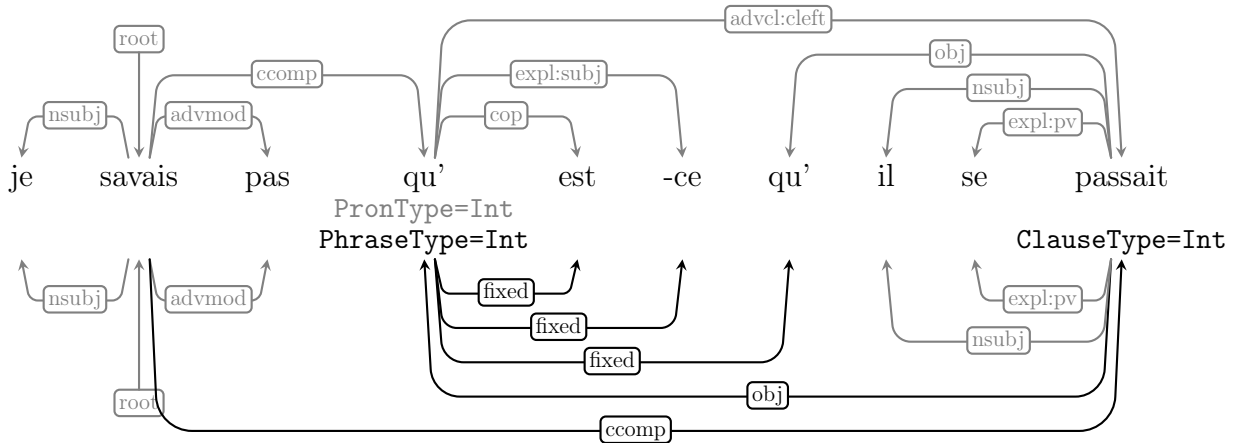 advcl:cleft
root
obj
ccomp
expl:subj
nsubj
nsubj
advmod
cop
expl:pv
je savais pas qu' est -ce qu' il se passait
PronType=Int
PhraseType=Int ClauseType=Int
nsubj
advmod
fixed
expl:pv
fixed
nsubj
fixed
obj
root
ccomp